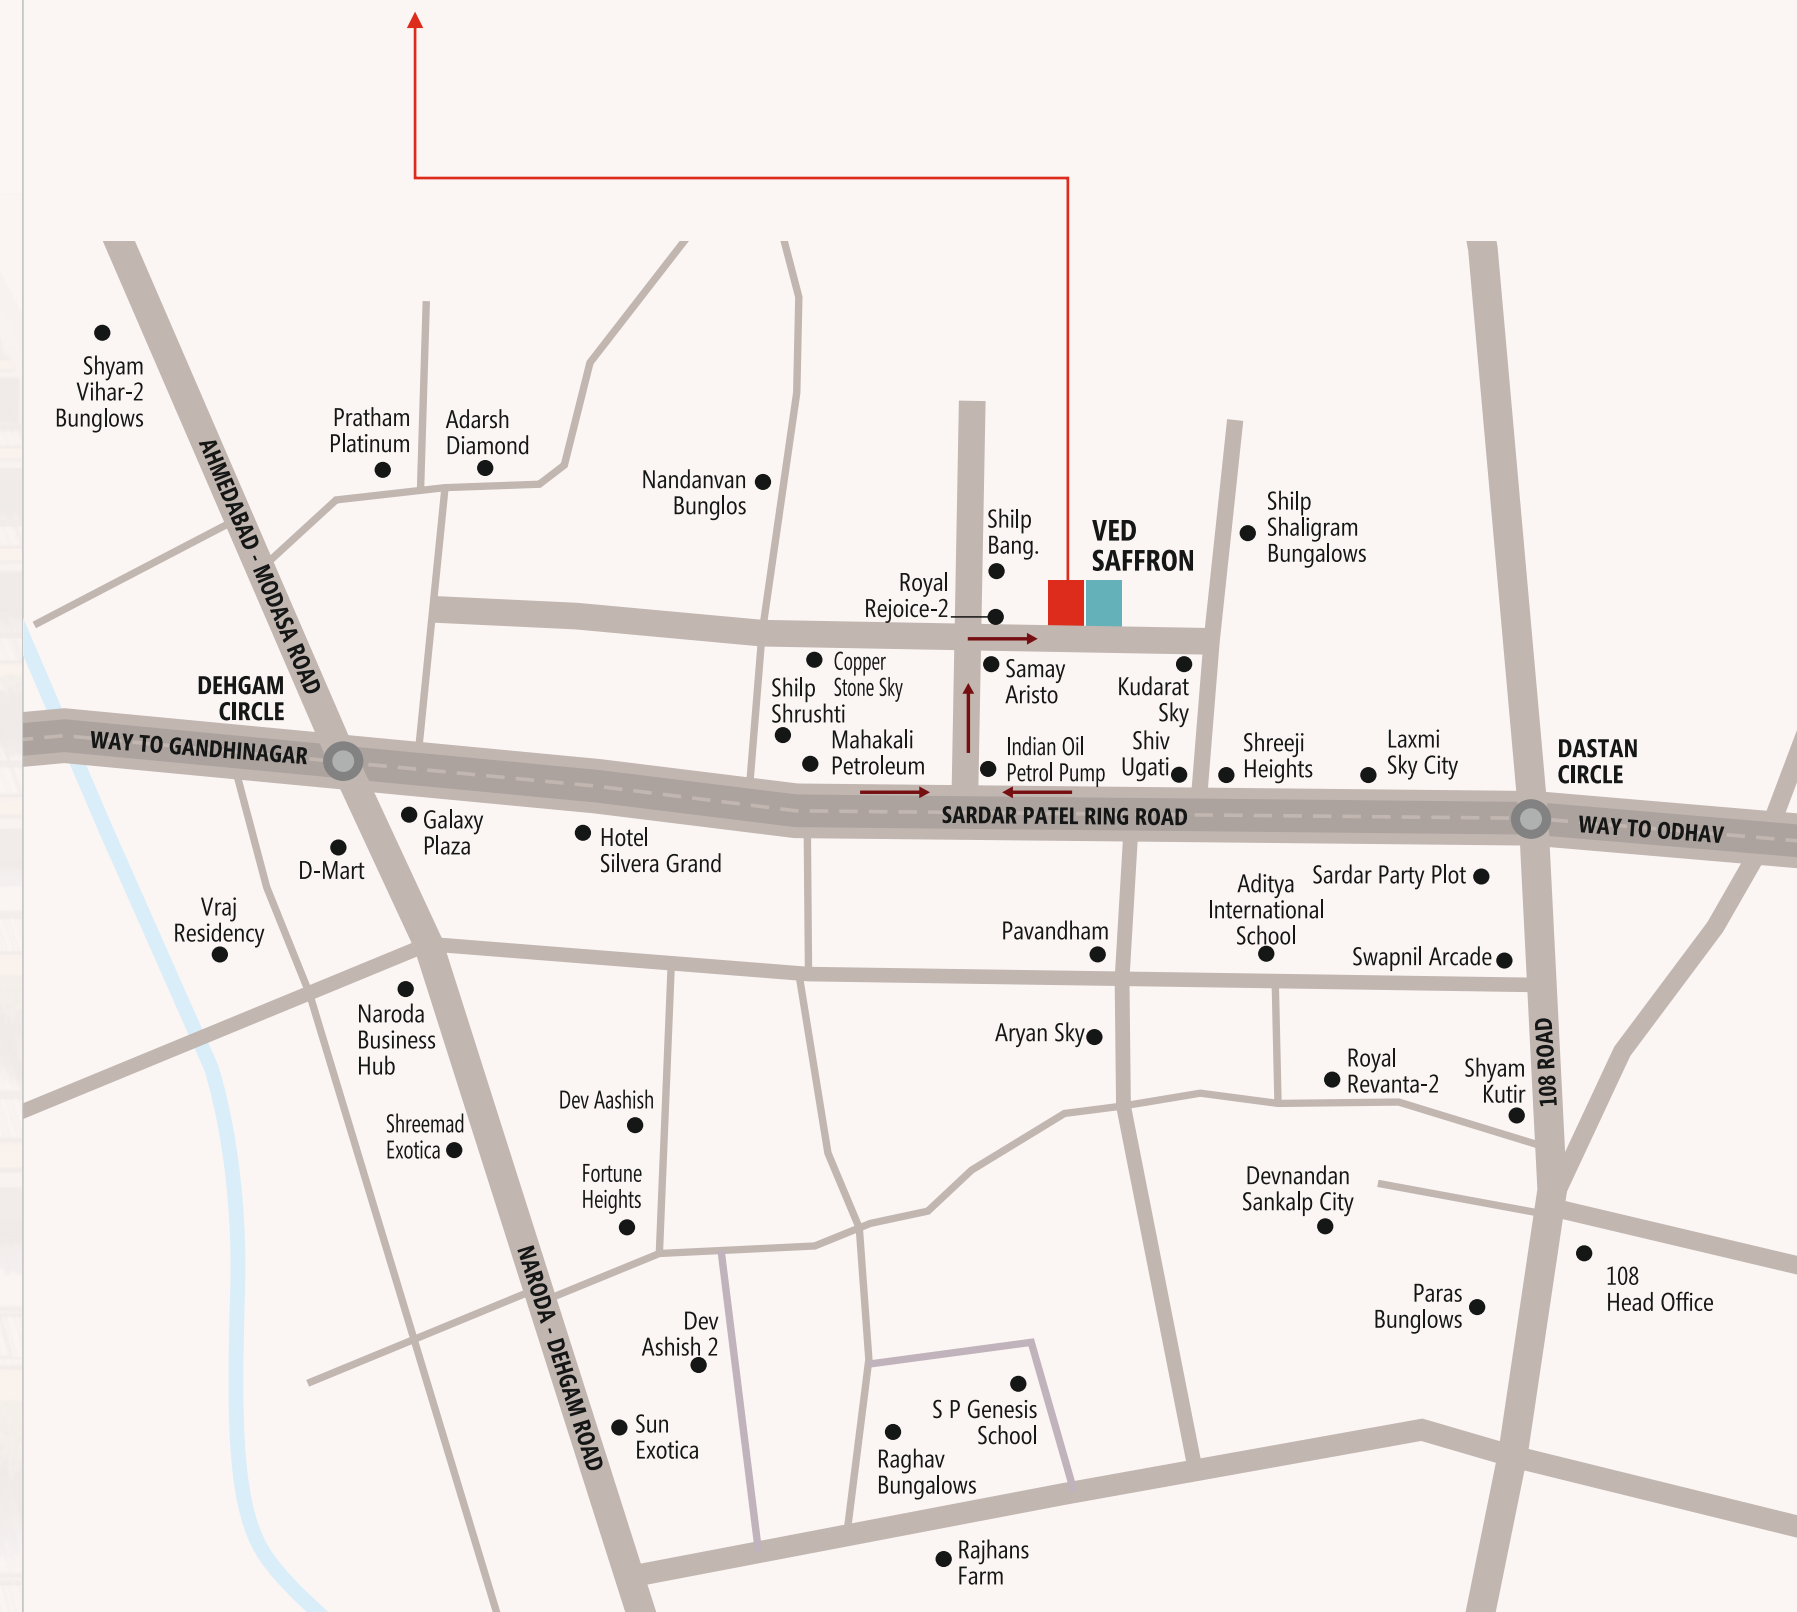 Shyam
Vihar-2
Bunglows
AHMEDABAD - MODASA ROAD
Pratham
Platinum
Adarsh
Diamond
Nandanvan
Bunglos
Shilp
Bang.
VED
SAFFRON
Shilp
Shaligram
Bungalows
Royal
Rejoice-2
Copper
Stone Sky
Shilp
Shrushti
Mahakali
Petroleum
Samay
Aristo
Kudarat
Sky
Indian Oil
Petrol Pump
Shiv
Ugati
Shreeji
Heights
Laxmi
Sky City
DEHGAM
CIRCLE
DASTAN
CIRCLE
WAY TO GANDHINAGAR
SARDAR PATEL RING ROAD
WAY TO ODHAV
Galaxy
Plaza
D-Mart
Hotel
Silvera Grand
Vraj
Residency
Sardar Party Plot
Aditya
International
School
Pavandham
Swapnil Arcade
Naroda
Business
Hub
Aryan Sky
108 ROAD
Royal
Revanta-2
Shyam
Kutir
Dev Aashish
Shreemad
Exotica
Fortune
Heights
Devnandan
Sankalp City
108
Head Office
Paras
Bunglows
NARODA - DEHGAM ROAD
Dev
Ashish 2
Sun
Exotica
S P Genesis
School
Raghav
Bungalows
Rajhans
Farm